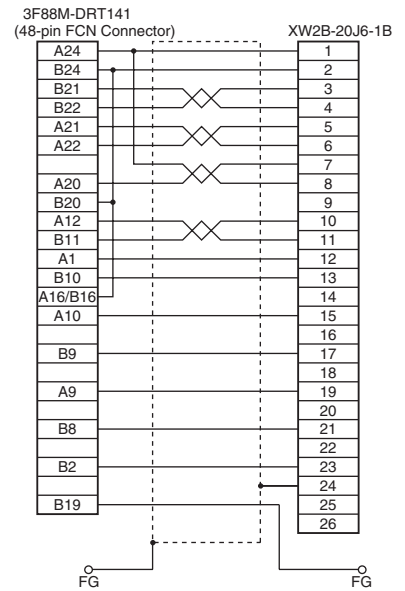 3F88M-DRT141
(48-pin FCN Connector) XW2B-20J6-1B
A24 1
B24 2
B21 3
B22 4
A21 5
A22 6
7
A20 8
B20 9
A12 10
B11 11
A1 12
B10 13
A16/B16 14
A10 15
16
B9 17
18
A9 19
20
B8 21
22
B2 23
24
B19 25
26
FG FG